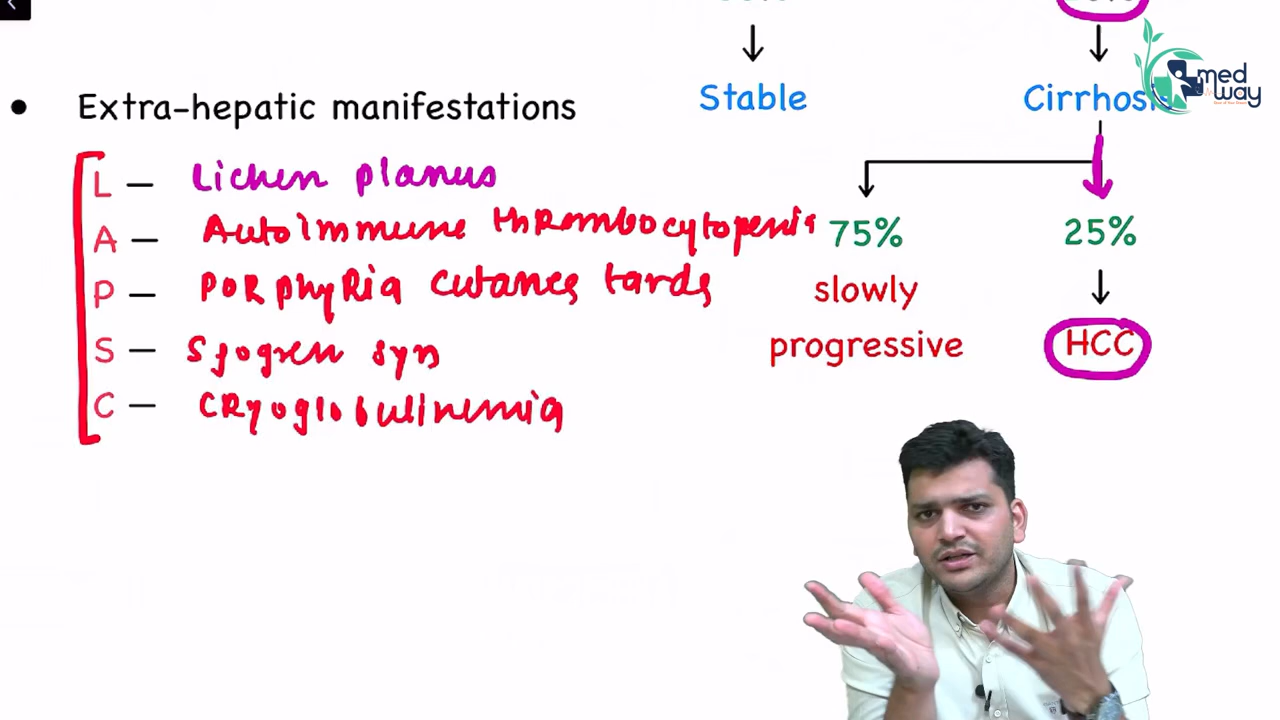 Stable
Cirrhosis
med
way
• Extra-hepatic manifestations
L — Lichen planus
A — Autoimmune thrombocytopenia
P — Porphyria cutanea tarda
S — Sjogren syn
C — Cryoglobulinemia
75%
25%
slowly
progressive
HCC